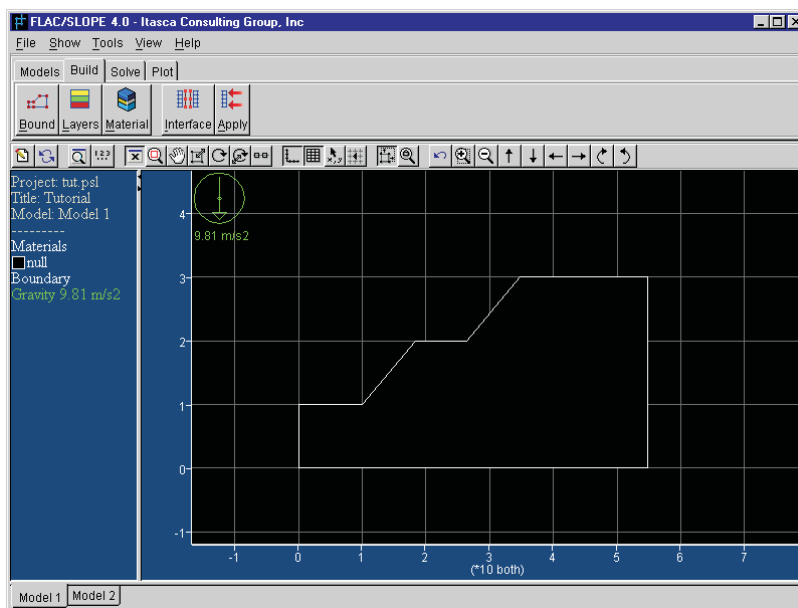 FLAC/SLOPE 4.0 - Itasca Consulting Group, Inc
File Show Tools View Help
Models Build Solve Plot
Bound Layers Material Interface Apply
123
x,y
Project: tut.psl
Title: Tutorial
Model: Model 1
---------
Materials
null
Boundary
Gravity 9.81 m/s2
9.81 m/s2
4
3
2
1
0
-1
-1 0 1 2 3 4 5 6 7
(*10 both)
Model 1 Model 2